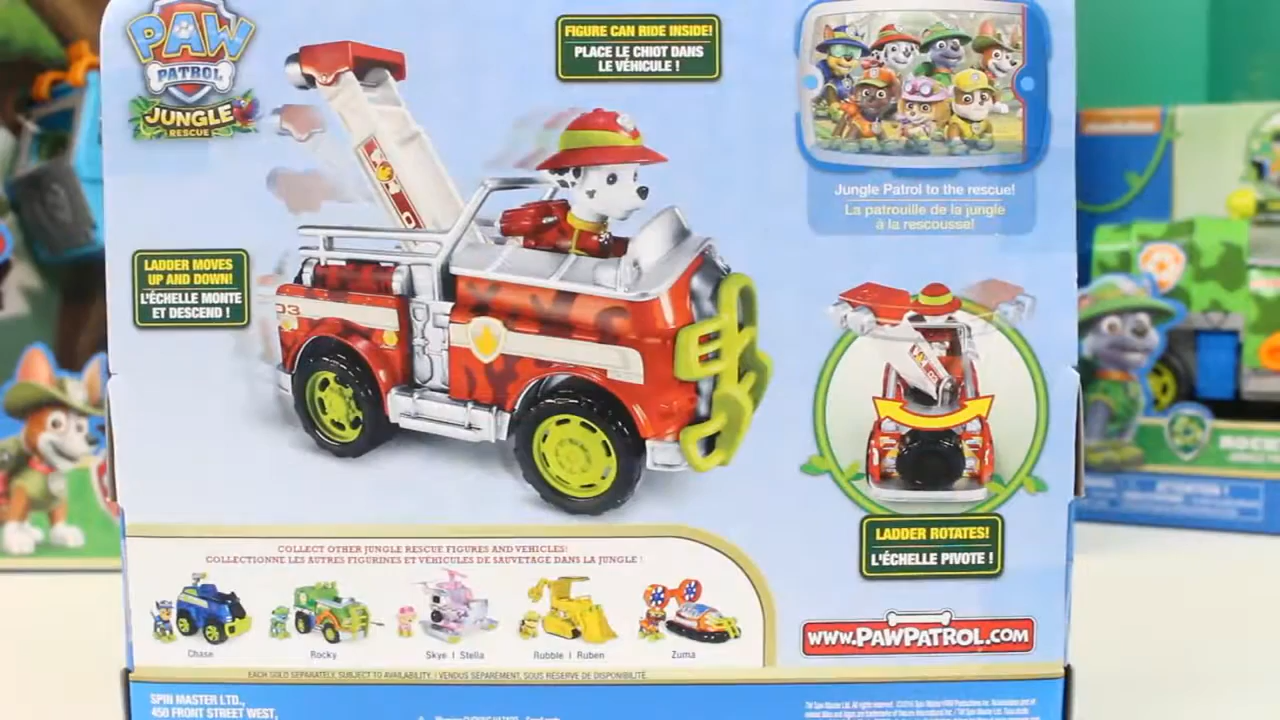 PAW
PATROL
JUNGLE
RESCUE
FIGURE CAN RIDE INSIDE!
PLACE LE CHIOT DANS
LE VÉHICULE !
Jungle Patrol to the rescue!
La patrouille de la jungle
à la rescousse!
LADDER MOVES
UP AND DOWN!
L'ÉCHELLE MONTE
ET DESCEND !
03
03
LADDER ROTATES!
L'ÉCHELLE PIVOTE !
COLLECT OTHER JUNGLE RESCUE FIGURES AND VEHICLES!
COLLECTIONNE LES AUTRES FIGURINES ET VÉHICULES DE SAUVETAGE DANS LA JUNGLE !
Chase
Rocky
Skye | Stella
Rubble | Ruben
Zuma
WWW.PAWPATROL.COM
EACH SOLD SEPARATELY, SUBJECT TO AVAILABILITY. | VENDUS SÉPARÉMENT, SOUS RÉSERVE DE DISPONIBILITÉ.
SPIN MASTER LTD.,
450 FRONT STREET WEST,